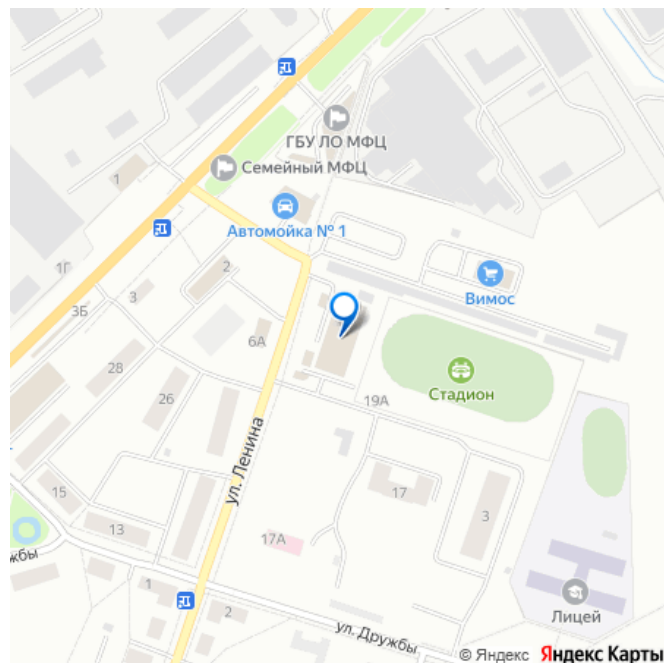 ГБУ ЛО МФЦ
Семейный МФЦ
1
Автомойка № 1
1Г
2
3
Вимос
3Б
6А
28
Стадион
26
19А
ул. Ленина
15
17
13
3
17А
жбы
1
2
Лицей
ул. Дружбы
© Яндекс Яндекс Карты